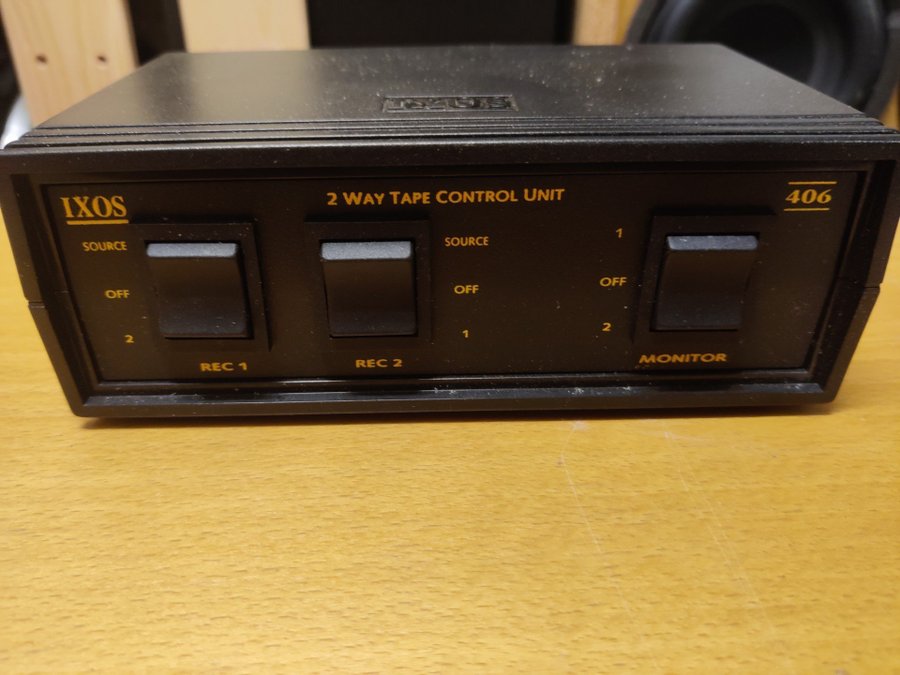 IXOS
IXOS
2 WAY TAPE CONTROL UNIT
406
SOURCE
OFF
2
REC 1
SOURCE
OFF
1
REC 2
1
OFF
2
MONITOR